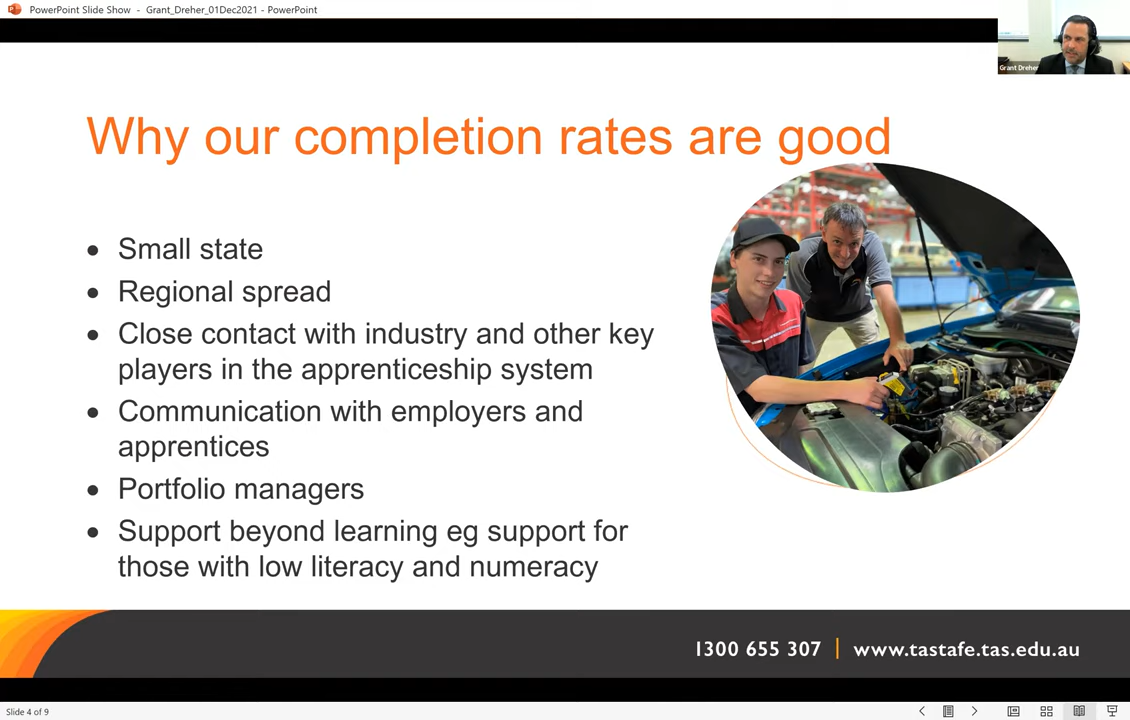 PowerPoint Slide Show - Grant_Dreher_01Dec2021 - PowerPoint
Grant Dreher
Why our completion rates are good
• Small state
• Regional spread
• Close contact with industry and other key
players in the apprenticeship system
• Communication with employers and
apprentices
• Portfolio managers
• Support beyond learning eg support for
those with low literacy and numeracy
1300 655 307 | www.tastafe.tas.edu.au
Slide 4 of 9